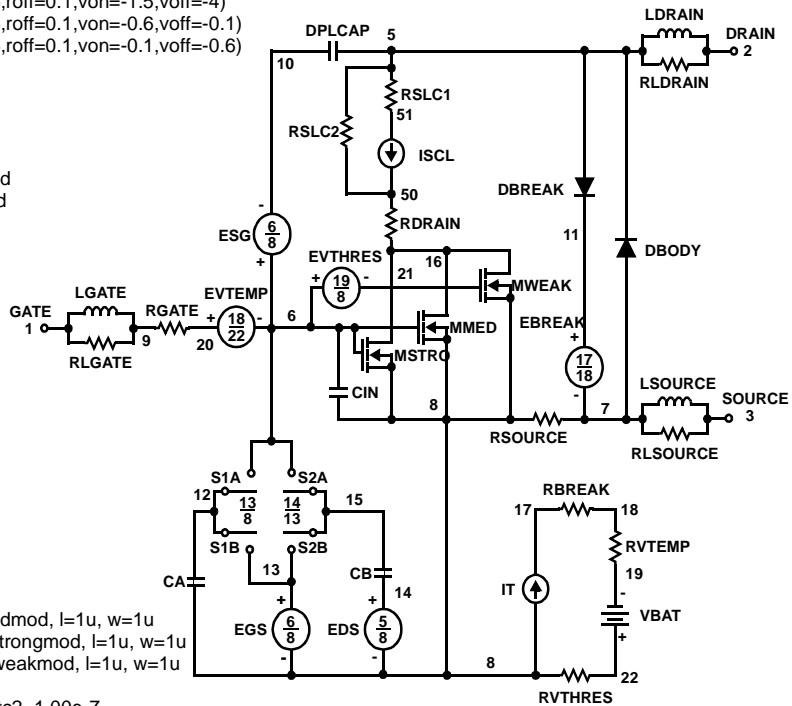 ,roff=0.1,von=-1.5,voff=-4)
,roff=0.1,von=-0.6,voff=-0.1)
,roff=0.1,von=-0.1,voff=-0.6)
d
d
DPLCAP
5
10
LDRAIN
DRAIN
2
RLDRAIN
RSLC1
51
RSLC2
ISCL
50
DBREAK
RDRAIN
11
DBODY
ESG
6
8
-
+
EVTHRES
+
19
8
-
21
16
MWEAK
LGATE
GATE
1
RLGATE
9
RGATE
20
EVTEMP
+
18
22
-
6
MMED
MSTRO
EBREAK
+
17
18
-
CIN
8
RSOURCE
7
LSOURCE
SOURCE
3
RLSOURCE
S1A
S2A
12
13
8
14
13
15
S1B
S2B
13
CA
CB
14
EGS
+
6
8
-
EDS
+
5
8
-
RBREAK
17
18
RVTEMP
19
IT
-
VBAT
+
8
22
RVTHRES
dmod, l=1u, w=1u
trongmod, l=1u, w=1u
weakmod, l=1u, w=1u